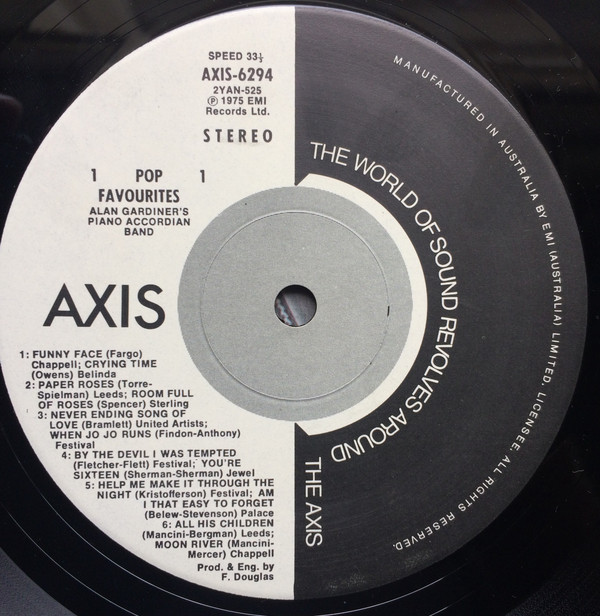 SPEED 33⅓
AXIS-6294
2YAN-525
Ⓟ 1975 EMI
Records Ltd.
STEREO
1 POP 1
FAVOURITES
ALAN GARDINER'S
PIANO ACCORDIAN
BAND
AXIS
1: FUNNY FACE (Fargo)
Chappell; CRYING TIME
(Owens) Belinda
2: PAPER ROSES (Torre-
Spielman) Leeds; ROOM FULL
OF ROSES (Spencer) Sterling
3: NEVER ENDING SONG OF
LOVE (Bramlett) United Artists;
WHEN JO JO RUNS (Findon-Anthony)
Festival
4: BY THE DEVIL I WAS TEMPTED
(Fletcher-Flett) Festival; YOU'RE
SIXTEEN (Sherman-Sherman) Jewel
5: HELP ME MAKE IT THROUGH THE
NIGHT (Kristofferson) Festival; AM
I THAT EASY TO FORGET
(Belew-Stevenson) Palace
6: ALL HIS CHILDREN
(Mancini-Bergman) Leeds;
MOON RIVER (Mancini-
Mercer) Chappell
Prod. & Eng. by
F. Douglas
THE WORLD OF SOUND REVOLVES AROUND
THE AXIS
MANUFACTURED IN AUSTRALIA BY EMI (AUSTRALIA) LIMITED. LICENSEE. ALL RIGHTS RESERVED.